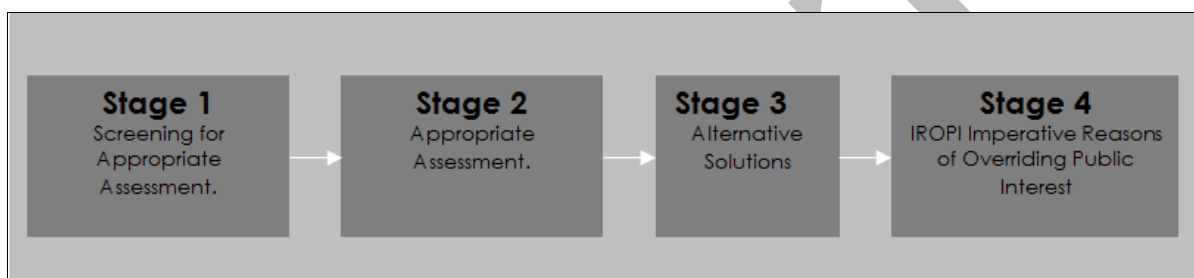 Stage 1
Screening for
Appropriate
Assessment.
Stage 2
Appropriate
Assessment.
Stage 3
Alternative
Solutions
Stage 4
IROPI Imperative Reasons
of Overriding Public
Interest